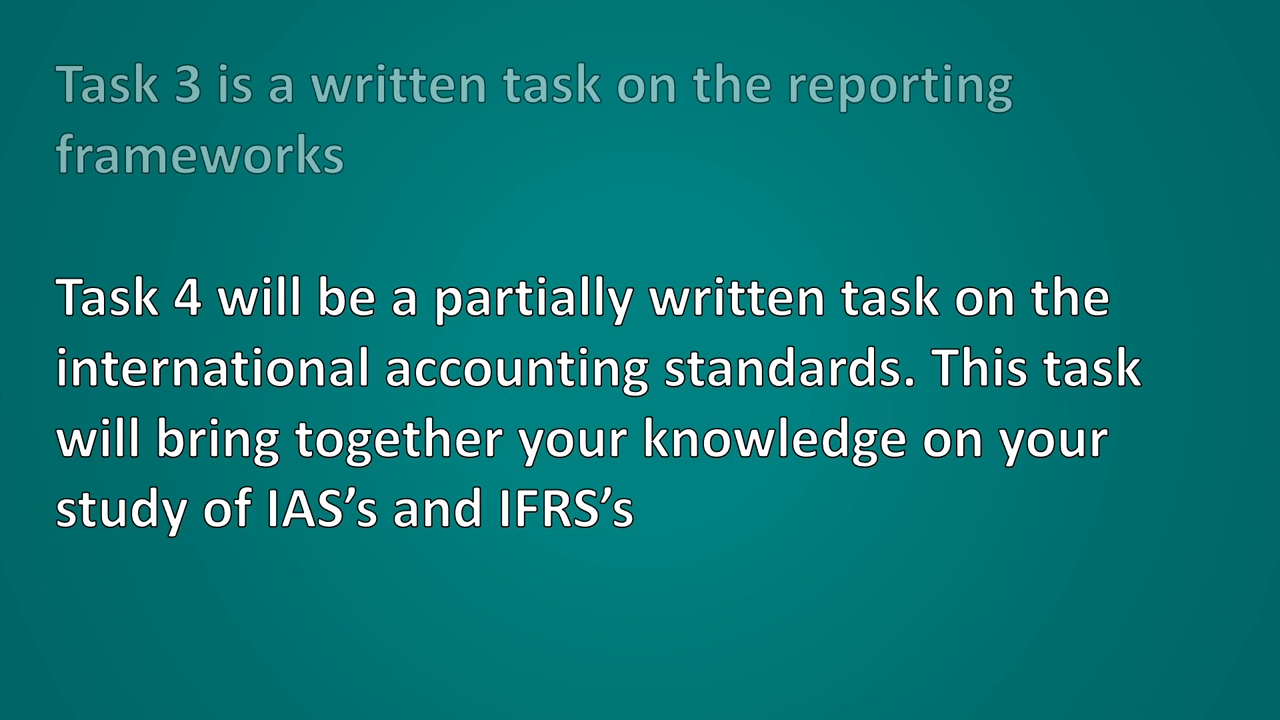 Task 3 is a written task on the reporting
frameworks
Task 4 will be a partially written task on the
international accounting standards. This task
will bring together your knowledge on your
study of IAS’s and IFRS’s